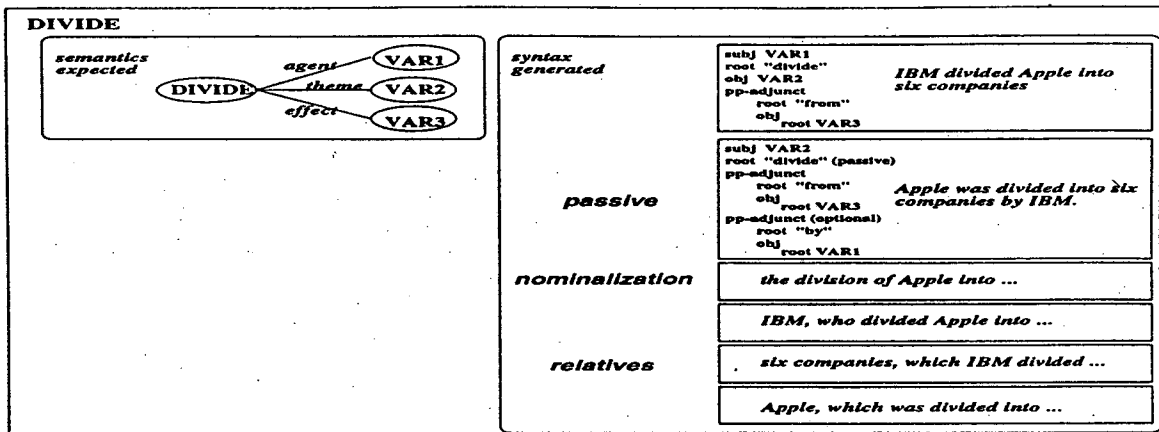 DIVIDE
semantics
expected
agent
theme
effect
DIVIDE
VAR1
VAR2
VAR3
syntax
generated
subj VAR1
root "divide"
obj VAR2
pp-adjunct
root "from"
obj
root VAR3
IBM divided Apple into
six companies
passive
subj VAR2
root "divide" (passive)
pp-adjunct
root "from"
obj
root VAR3
pp-adjunct (optional)
root "by"
obj
root VAR1
Apple was divided into six
companies by IBM.
nominalization
the division of Apple into ...
relatives
IBM, who divided Apple into ...
six companies, which IBM divided ...
Apple, which was divided into ...